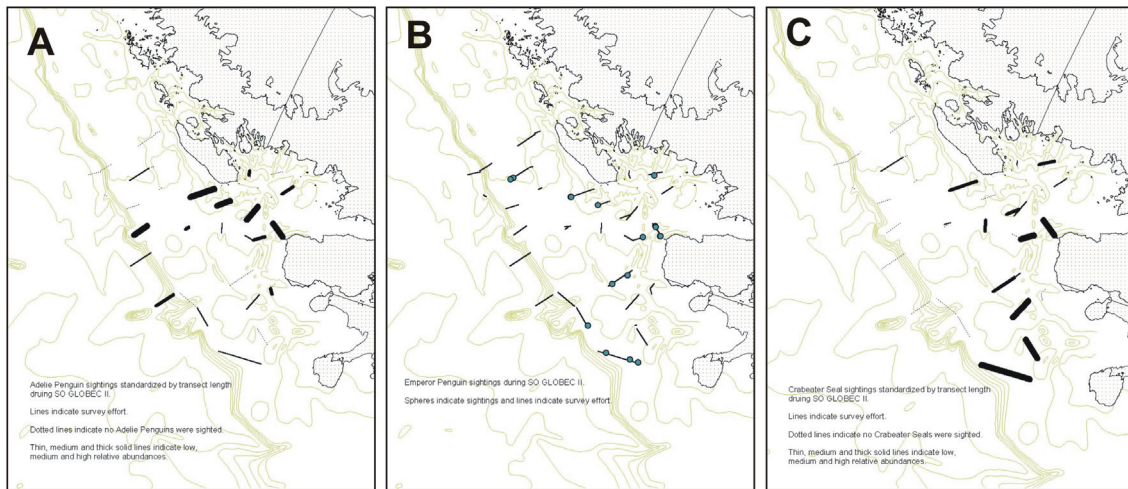 A
Adelie Penguin sightings standardized by transect length
druing SO GLOBEC II.
Lines indicate survey effort.
Dotted lines indicate no Adelie Penguins were sighted.
Thin, medium and thick solid lines indicate low,
medium and high relative abundances.
B
Emperor Penguin sightings during SO GLOBEC II.
Spheres indicate sightings and lines indicate survey effort.
C
Crabeater Seal sightings standardized by transect length
druing SO GLOBEC II.
Lines indicate survey effort.
Dotted lines indicate no Crabeater Seals were sighted.
Thin, medium and thick solid lines indicate low,
medium and high relative abundances.